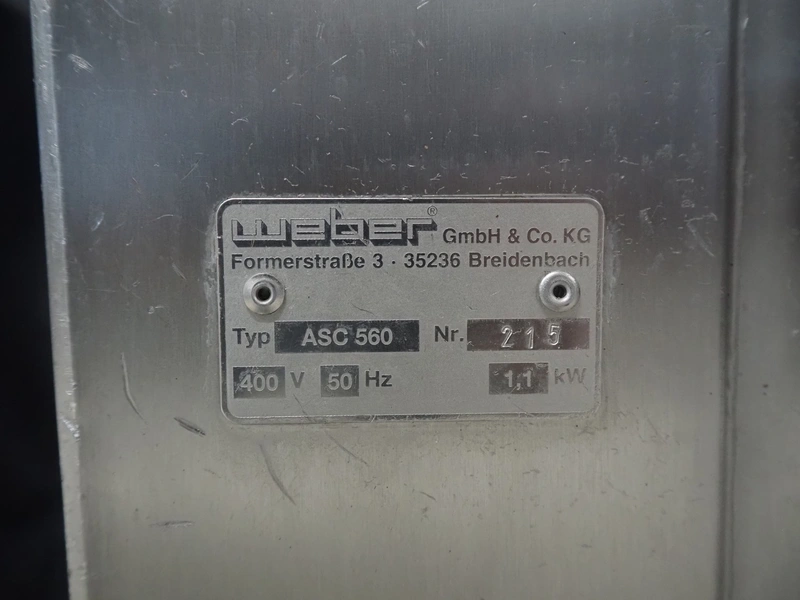 weber® GmbH & Co. KG
Formerstraße 3 · 35236 Breidenbach
Typ ASC 560 Nr. 215
400 V 50 Hz 1,1 kW